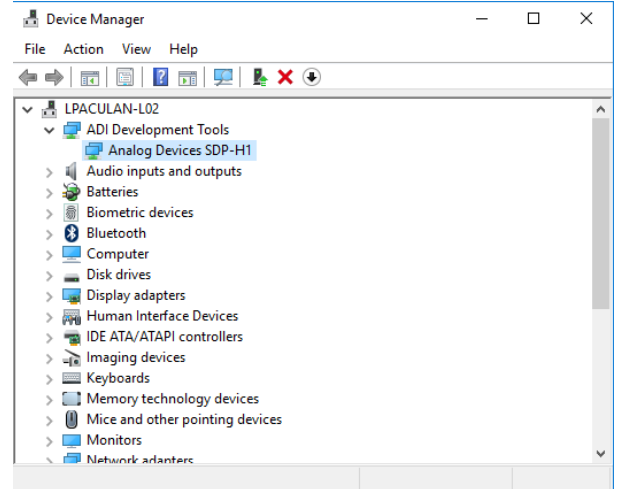 Device Manager
File Action View Help
LPACULAN-L02
ADI Development Tools
Analog Devices SDP-H1
Audio inputs and outputs
Batteries
Biometric devices
Bluetooth
Computer
Disk drives
Display adapters
Human Interface Devices
IDE ATA/ATAPI controllers
Imaging devices
Keyboards
Memory technology devices
Mice and other pointing devices
Monitors
Network adapters